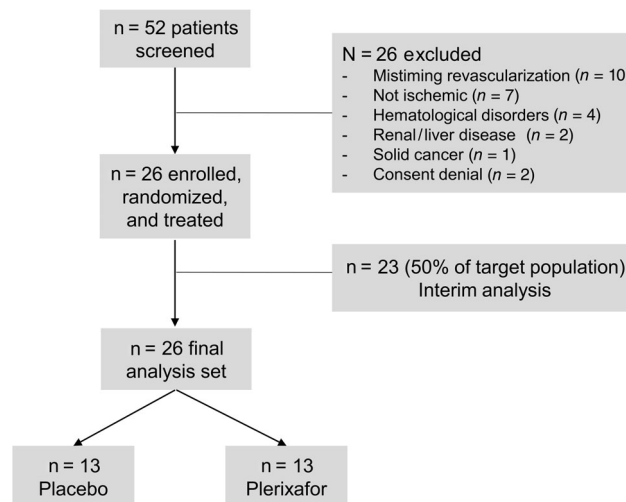 n = 52 patients
screened
N = 26 excluded
- Mistiming revascularization (n = 10
- Not ischemic (n = 7)
- Hematological disorders (n = 4)
- Renal/liver disease (n = 2)
- Solid cancer (n = 1)
- Consent denial (n = 2)
n = 26 enrolled,
randomized,
and treated
n = 23 (50% of target population)
Interim analysis
n = 26 final
analysis set
n = 13
Placebo
n = 13
Plerixafor